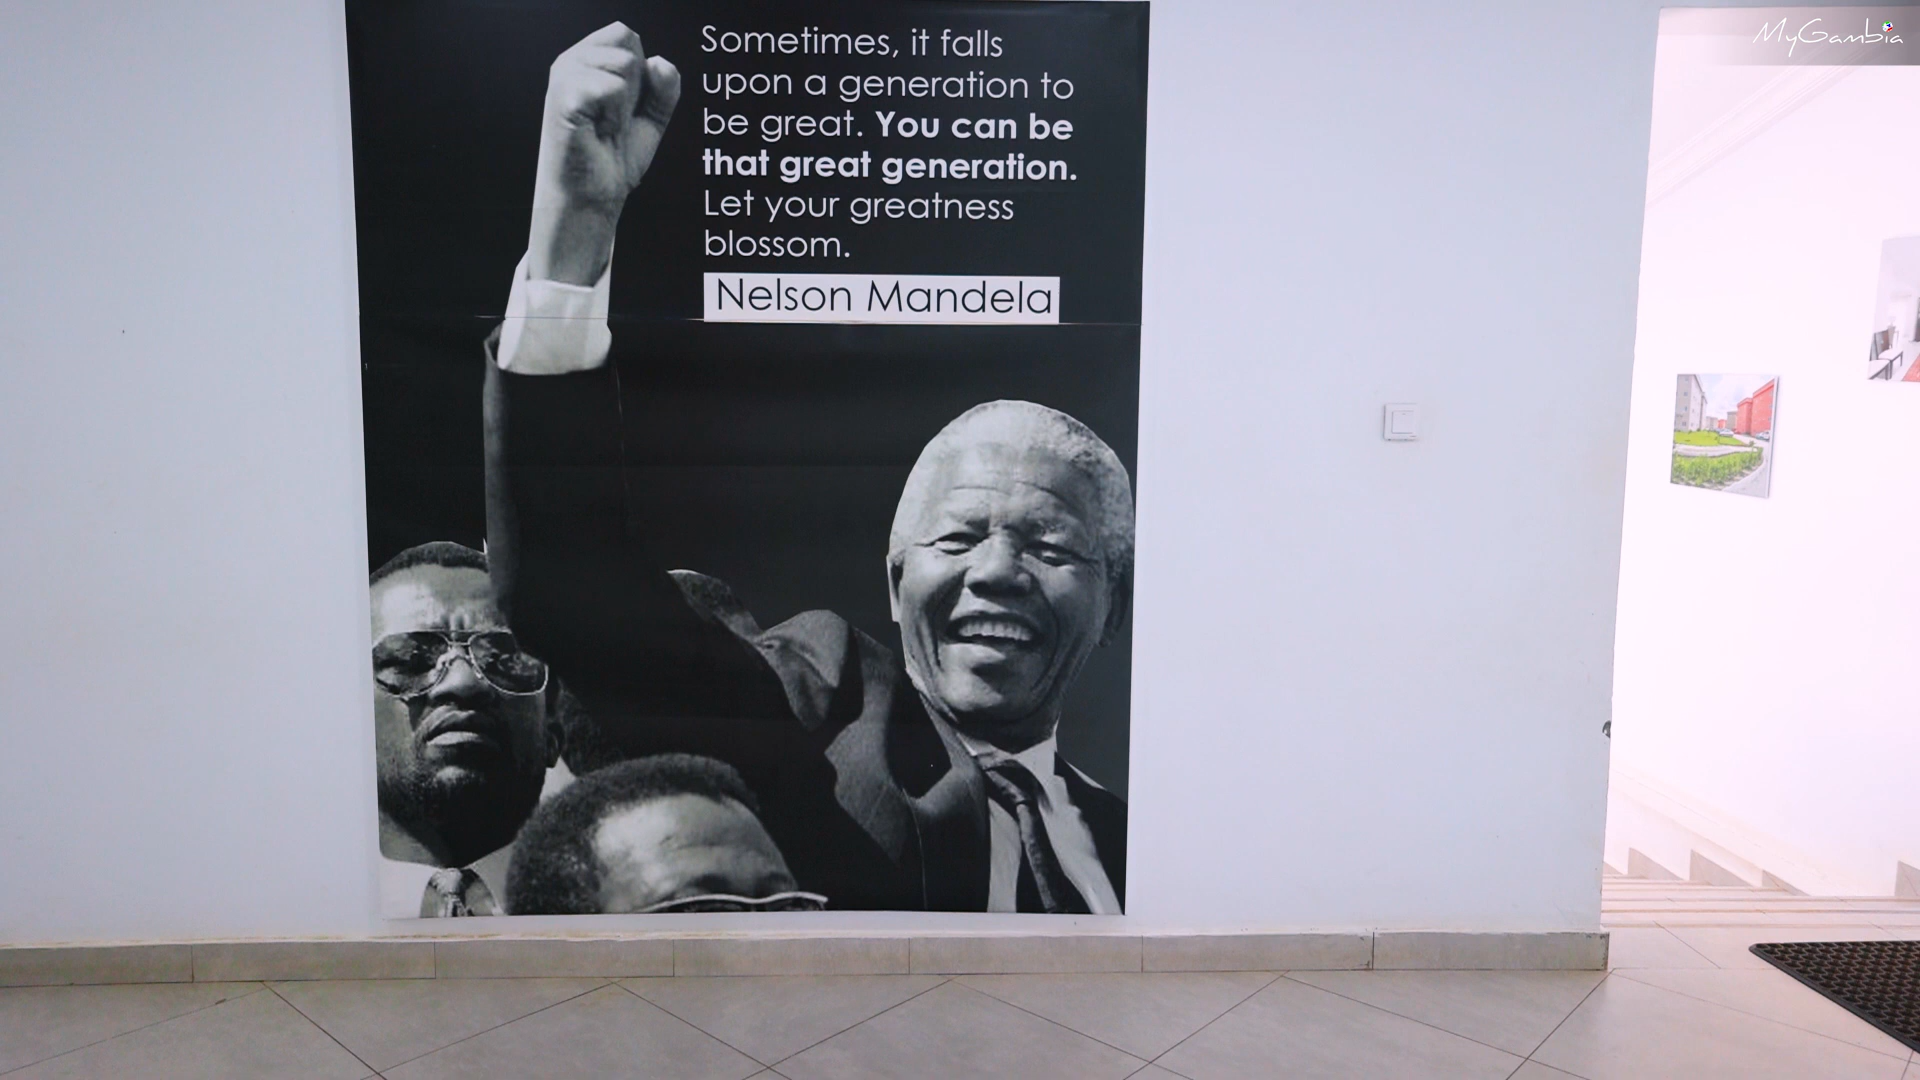 MyGambia
Sometimes, it falls
upon a generation to
be great. You can be
that great generation.
Let your greatness
blossom.
Nelson Mandela